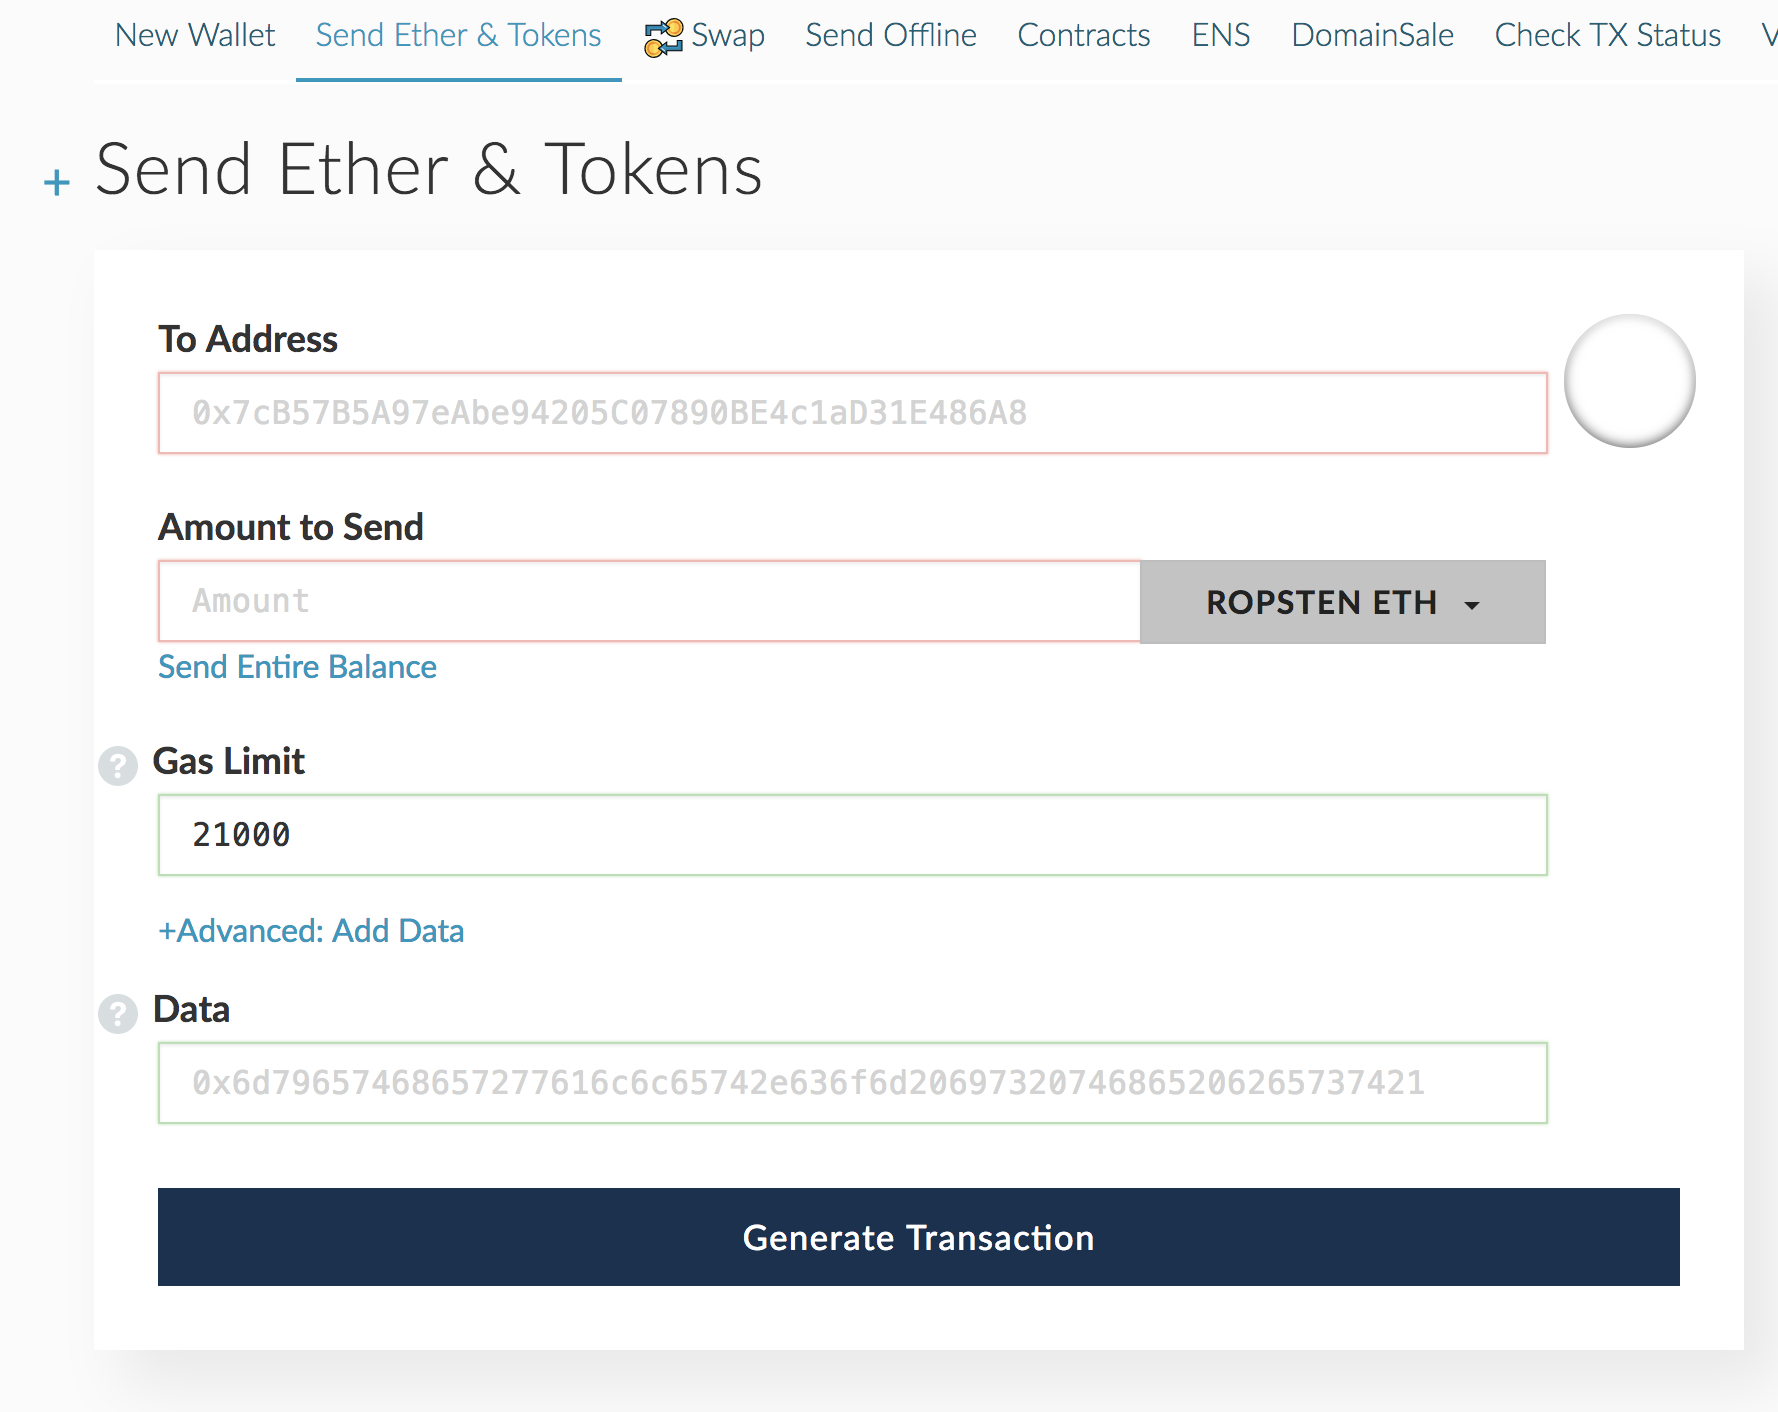 New Wallet Send Ether & Tokens Swap Send Offline Contracts ENS DomainSale Check TX Status V
+ Send Ether & Tokens
To Address
0x7cB57B5A97eAbe94205C07890BE4c1aD31E486A8
Amount to Send
Amount ROPSTEN ETH
Send Entire Balance
? Gas Limit
21000
+Advanced: Add Data
? Data
0x6d7965746865727​7616c6c65742e636f6d20697320746865206265737421
Generate Transaction